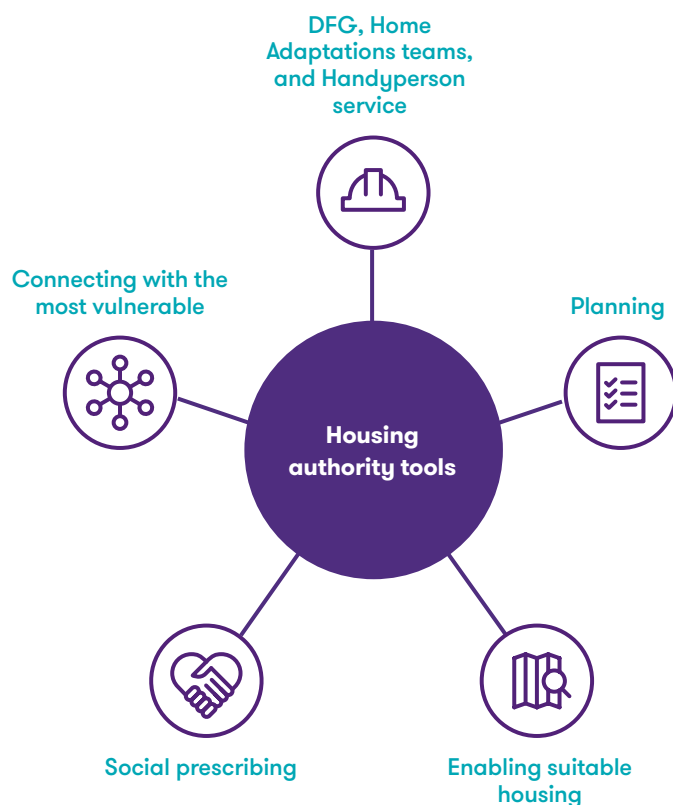 DFG, Home
Adaptations teams,
and Handyperson
service
Connecting with the
most vulnerable
Planning
Housing
authority tools
Social prescribing
Enabling suitable
housing